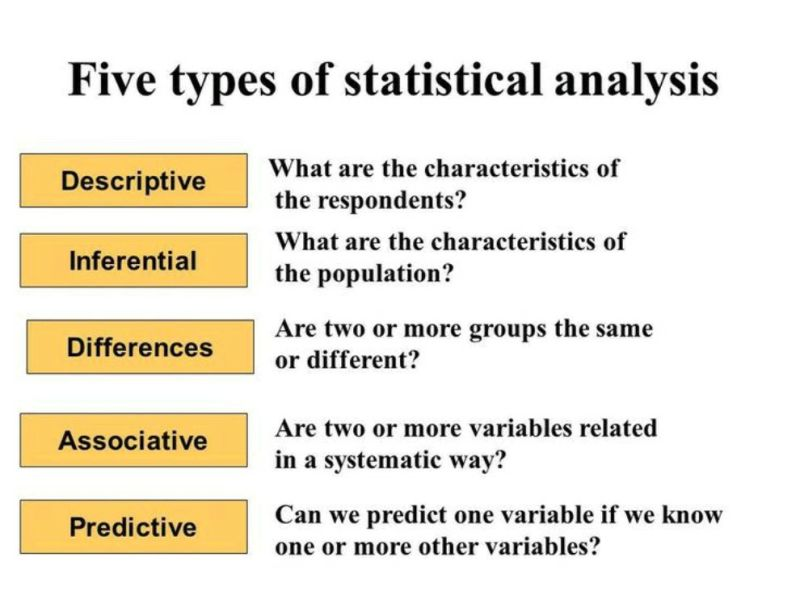 Five types of statistical analysis
Descriptive
What are the characteristics of
the respondents?
Inferential
What are the characteristics of
the population?
Differences
Are two or more groups the same
or different?
Associative
Are two or more variables related
in a systematic way?
Predictive
Can we predict one variable if we know
one or more other variables?